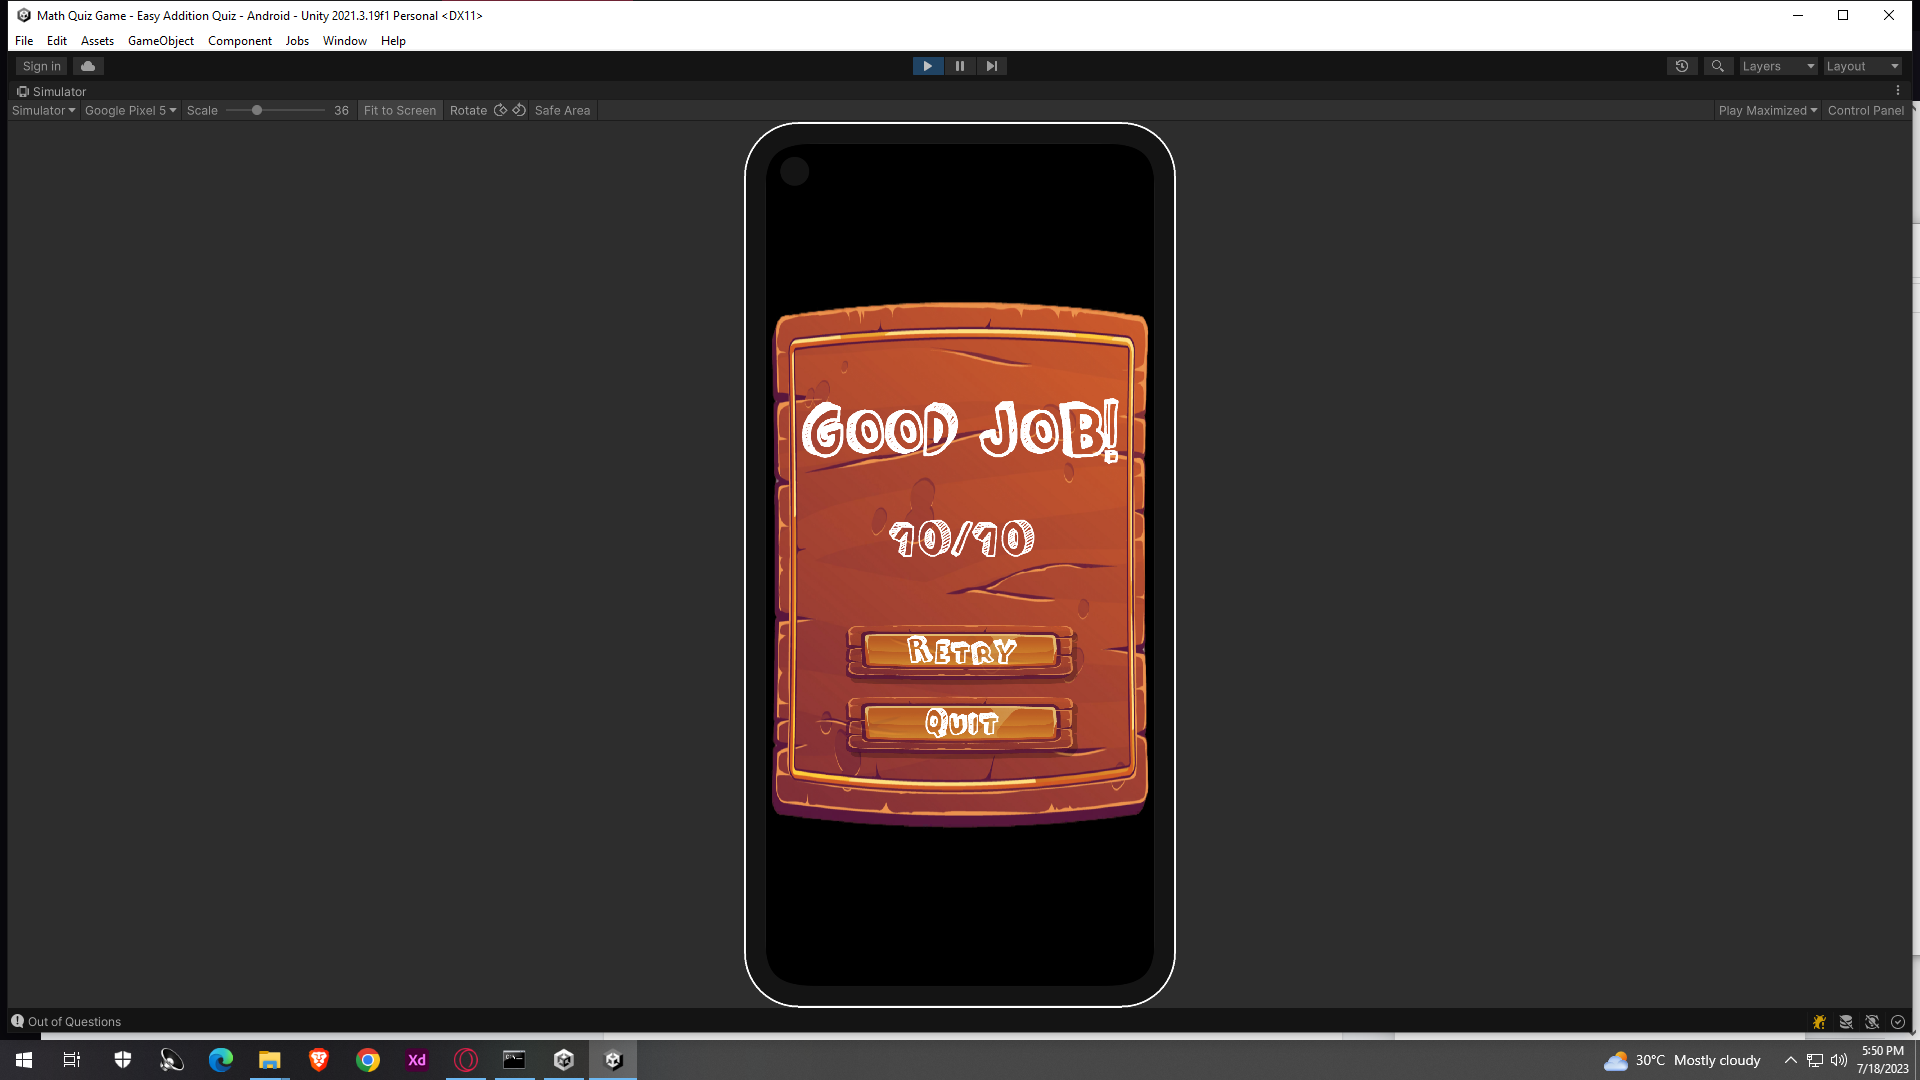 Math Quiz Game - Easy Addition Quiz - Android - Unity 2021.3.19f1 Personal <DX11>
File Edit Assets GameObject Component Jobs Window Help
Sign in Layers Layout
Simulator
Simulator Google Pixel 5 Scale 36 Fit to Screen Rotate Safe Area Play Maximized Control Panel
GOOD JOB!
10/10
RETRY
QUIT
Out of Questions
Xd
30°C Mostly cloudy
5:50 PM
7/18/2023